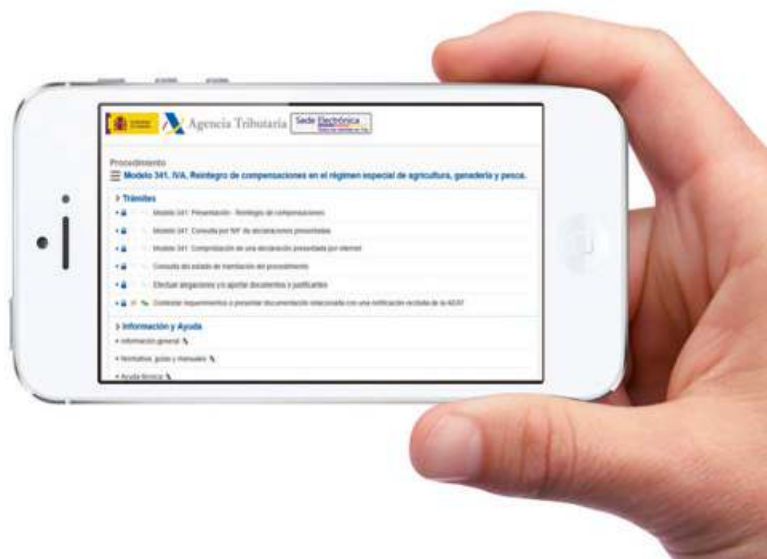 Agencia Tributaria
Sede Electrónica
Procedimiento
Modelo 341. IVA. Reintegro de compensaciones en el régimen especial de agricultura, ganadería y pesca.
Trámites
Modelo 341. Presentación - Reintegro de compensaciones
Modelo 341. Consulta por NIF de declaraciones presentadas
Modelo 341. Comprobación de una declaración presentada por internet
Consulta del estado de tramitación del procedimiento
Efectuar alegaciones y/o aportar documentos o justificantes
Contestar requerimientos o presentar documentación relacionada con una notificación recibida de la AEAT
Información y Ayuda
Información general
Normativa, guías y manuales
Ayuda técnica